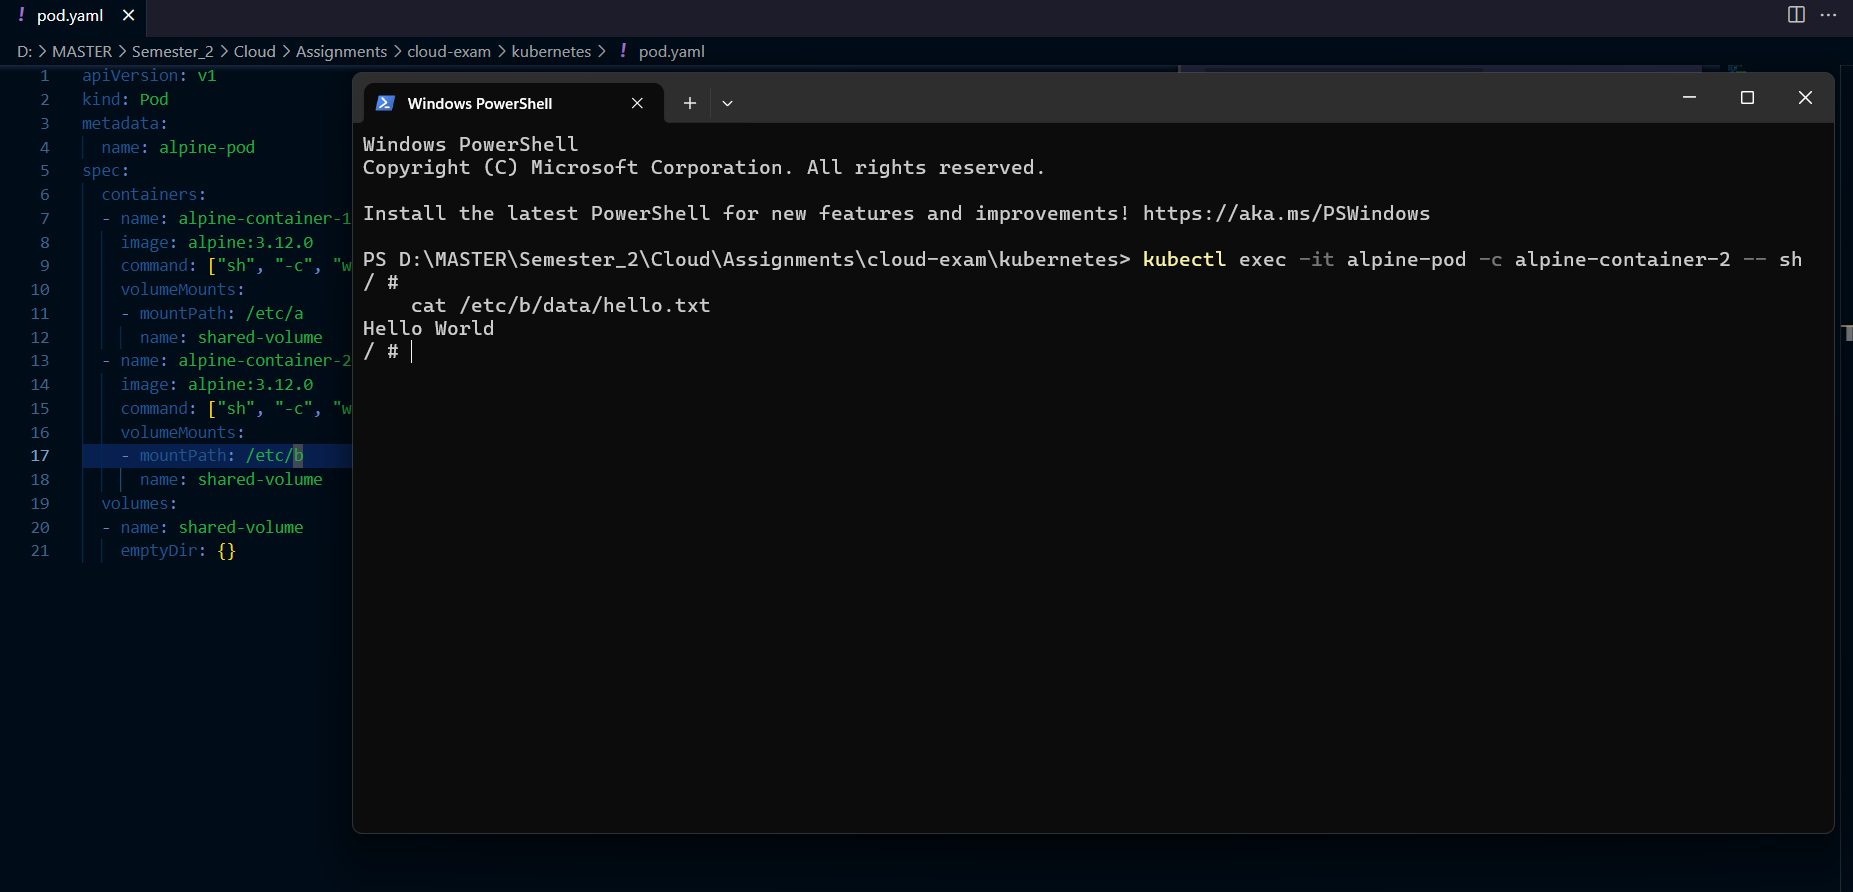 ! pod.yaml ✕
D: > MASTER > Semester_2 > Cloud > Assignments > cloud-exam > kubernetes > ! pod.yaml
1 apiVersion: v1
2 kind: Pod
3 metadata:
4 name: alpine-pod
5 spec:
6 containers:
7 - name: alpine-container-1
8 image: alpine:3.12.0
9 command: ["sh", "-c", "w
10 volumeMounts:
11 - mountPath: /etc/a
12 name: shared-volume
13 - name: alpine-container-2
14 image: alpine:3.12.0
15 command: ["sh", "-c", "w
16 volumeMounts:
17 - mountPath: /etc/b
18 name: shared-volume
19 volumes:
20 - name: shared-volume
21 emptyDir: {}
Windows PowerShell
Windows PowerShell
Copyright (C) Microsoft Corporation. All rights reserved.
Install the latest PowerShell for new features and improvements! https://aka.ms/PSWindows
PS D:\MASTER\Semester_2\Cloud\Assignments\cloud-exam\kubernetes> kubectl exec -it alpine-pod -c alpine-container-2 -- sh
/ #
cat /etc/b/data/hello.txt
Hello World
/ #